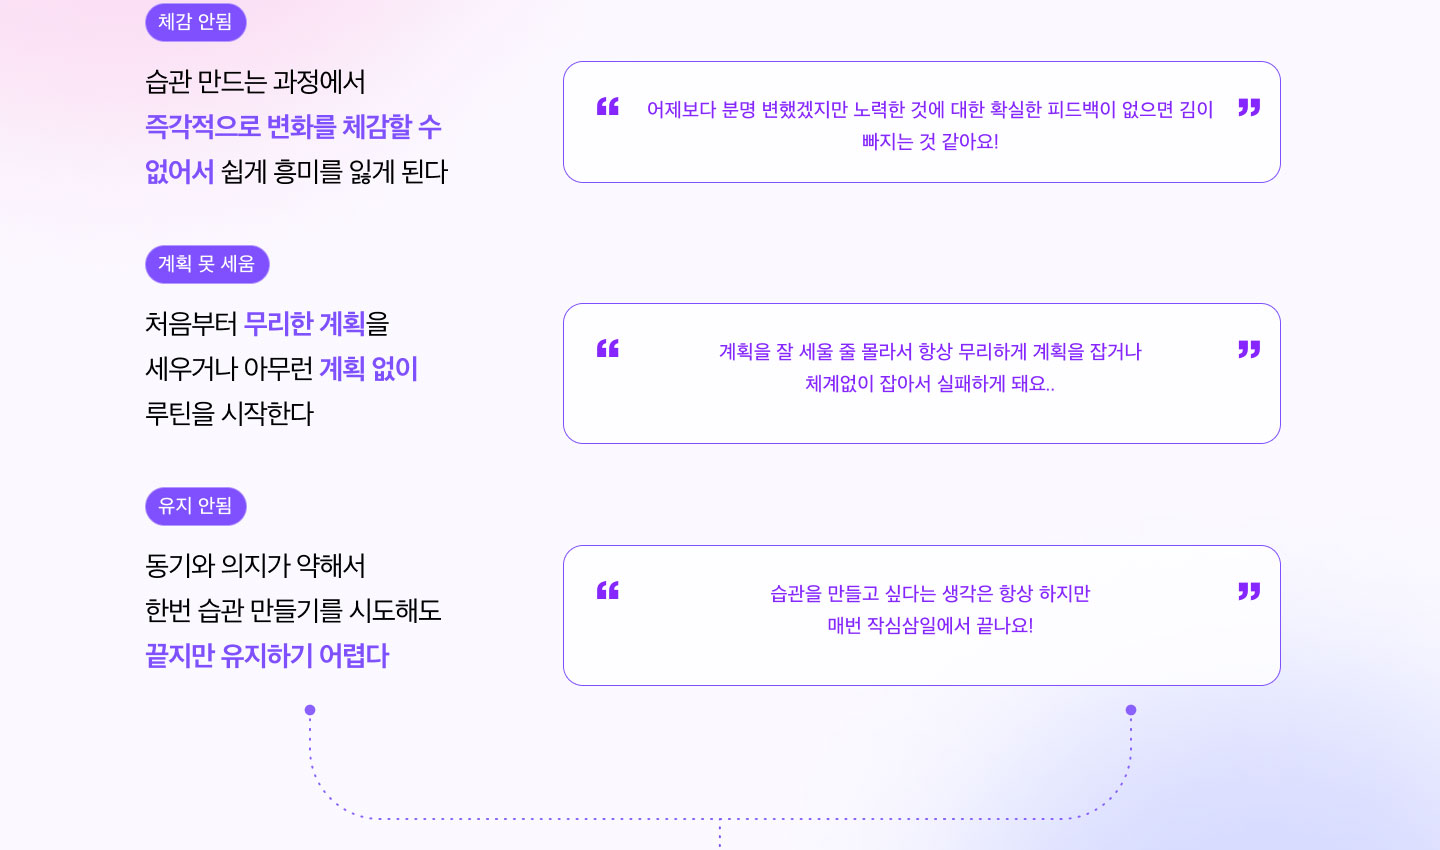 체감 안됨
습관 만드는 과정에서
즉각적으로 변화를 체감할 수
없어서 쉽게 흥미를 잃게 된다
“ 어제보다 분명 변했겠지만 노력한 것에 대한 확실한 피드백이 없으면 김이 ”
빠지는 것 같아요!
계획 못 세움
처음부터 무리한 계획을
세우거나 아무런 계획 없이
루틴을 시작한다
“ 계획을 잘 세울 줄 몰라서 항상 무리하게 계획을 잡거나 ”
체계없이 잡아서 실패하게 돼요..
유지 안됨
동기와 의지가 약해서
한번 습관 만들기를 시도해도
끝지만 유지하기 어렵다
“ 습관을 만들고 싶다는 생각은 항상 하지만 ”
매번 작심삼일에서 끝나요!